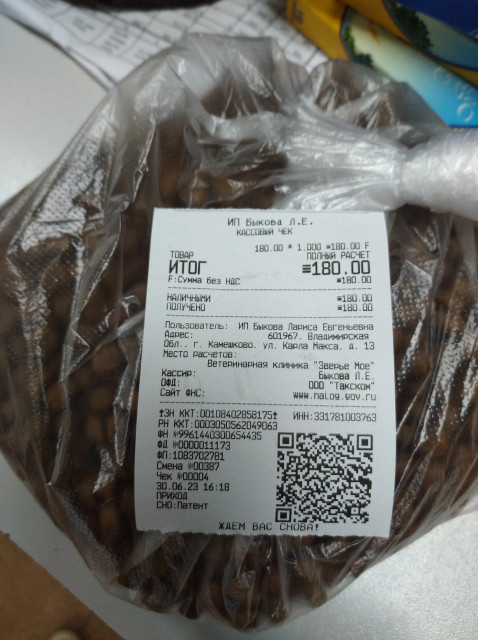 ИП Быкова Л.Е.
КАССОВЫЙ ЧЕК
180.00 * 1.000 ≡180.00 F
ТОВАР ПОЛНЫЙ РАСЧЕТ
ИТОГ ≡180.00
F:Сумма без НДС ≡180.00
НАЛИЧНЫМИ ≡180.00
ПОЛУЧЕНО ≡180.00
Пользователь: ИП Быкова Лариса Евгеньевна
Адрес: 601967, Владимирская
Обл., г. Камешково, ул. Карла Макса, д. 13
Место расчетов:
Ветеринарная клиника "Зверье Мое"
Кассир: Быкова Л.Е.
ОФД: ООО "Такском"
Сайт ФНС: www.nalog.gov.ru
ЗН ККТ:00108402858175 ИНН:331781003763
РН ККТ:0003050562049063
ФН №9961440300654435
ФД №0000011173
ФП:1083702781
Смена №00387
Чек №00004
30.06.23 16:18
ПРИХОД
СНО:Патент
ЖДЕМ ВАС СНОВА!